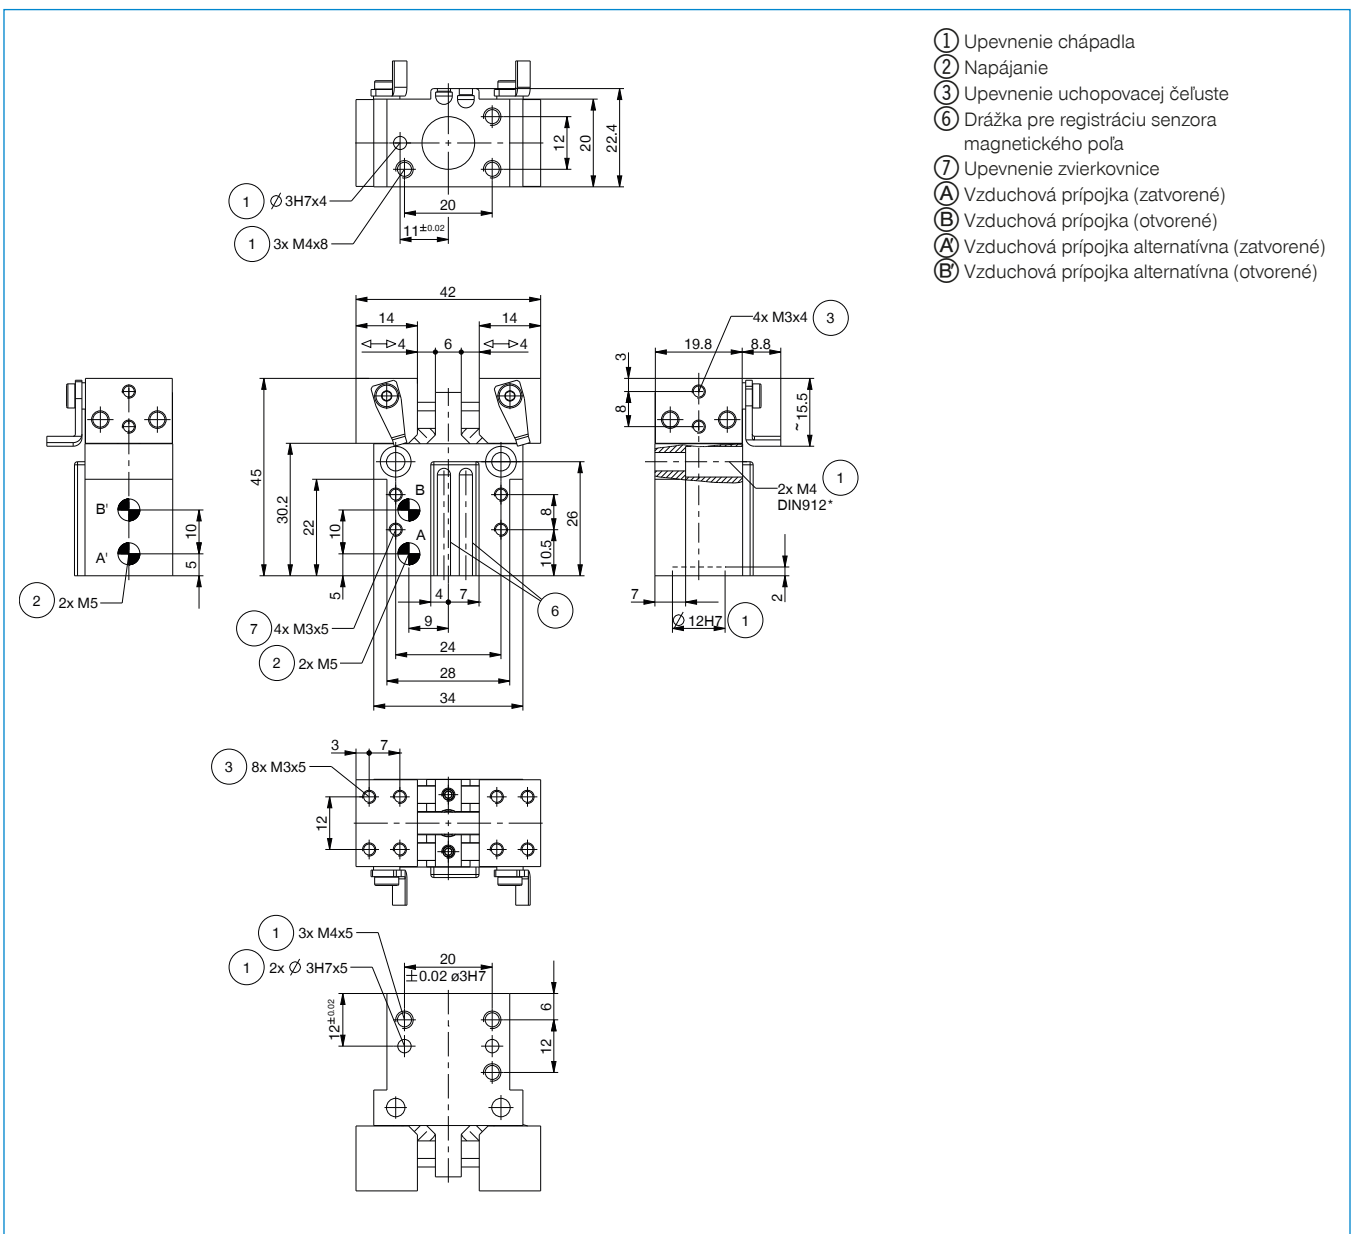 1 Upevnenie chápadla
2 Napájanie
3 Upevnenie uchopovacej čeľuste
6 Drážka pre registráciu senzora
magnetického poľa
7 Upevnenie zvierkovnice
A Vzduchová prípojka (zatvorené)
B Vzduchová prípojka (otvorené)
A' Vzduchová prípojka alternatívna (zatvorené)
B' Vzduchová prípojka alternatívna (otvorené)
12
20
22.4
1 Ø 3H7x4
20
11±0.02
1 3x M4x8
42
14
14
4
6
4
45
30.2
22
10
5
B
A
8
10.5
26
4
7
9
6
7 4x M3x5
24
2 2x M5
28
34
B'
A'
10
5
2 2x M5
4x M3x4 3
19.8
8.8
3
8
~15.5
2x M4 1
DIN912*
7
2
Ø 12H7 1
3
7
3 8x M3x5
12
1 3x M4x5
1 2x Ø 3H7x5
20
±0.02 ø3H7
12±0.02
6
12